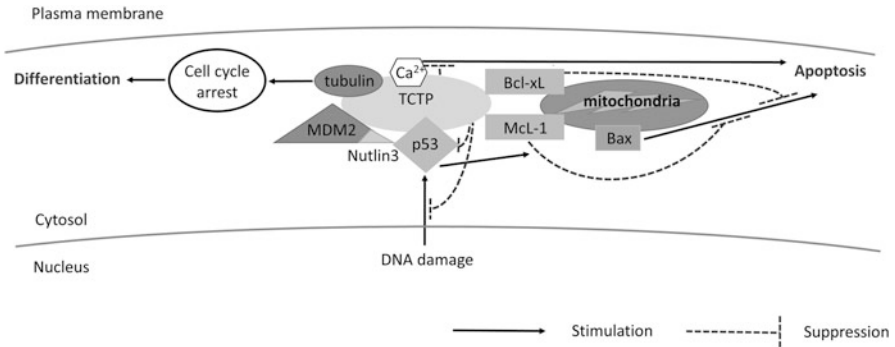 Plasma membrane
Differentiation
Cell cycle
arrest
tubulin
Ca2+
TCTP
Bcl-xL
Apoptosis
mitochondria
MDM2
Nutlin3
p53
McL-1
Bax
Cytosol
Nucleus
DNA damage
Stimulation
Suppression